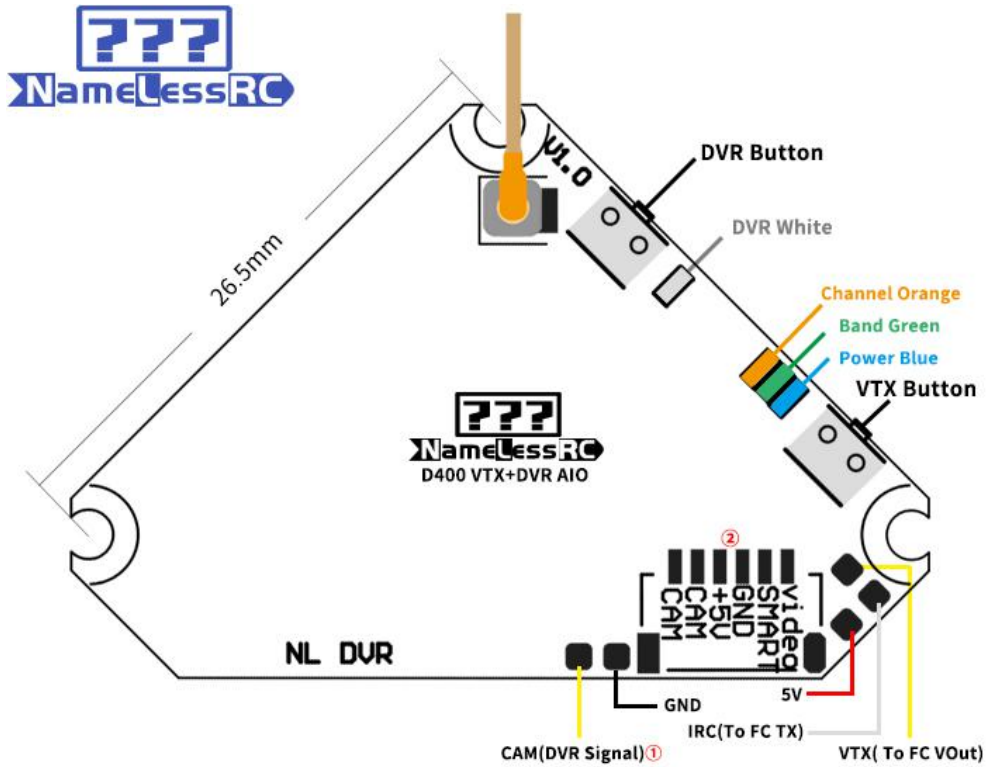 ???
NameLessRC
V1.0
DVR Button
DVR White
26.5mm
Channel Orange
Band Green
Power Blue
VTX Button
???
NameLessRC
D400 VTX+DVR AIO
②
CAM
CAM
+5V
GND
SMART
video
NL DVR
5V
GND
IRC(To FC TX)
CAM(DVR Signal)①
VTX( To FC VOut)